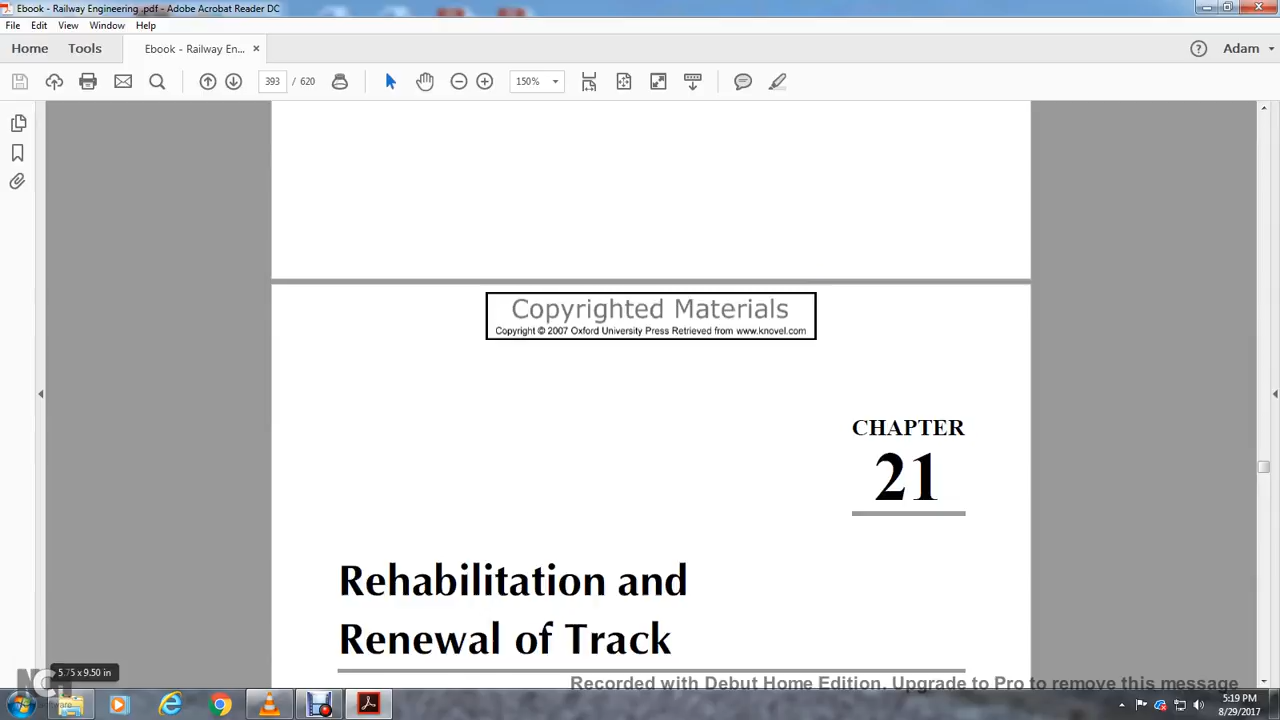 Ebook - Railway Engineering .pdf - Adobe Acrobat Reader DC
File Edit View Window Help
Home Tools Ebook - Railway En... × Adam
393 / 620 150%
Copyrighted Materials
Copyright © 2007 Oxford University Press Retrieved from www.knovel.com
CHAPTER
21
Rehabilitation and
Renewal of Track
5.75 x 9.50 in
NCH
Recorded with Debut Home Edition. Upgrade to Pro to remove this message
5:19 PM
8/29/2017